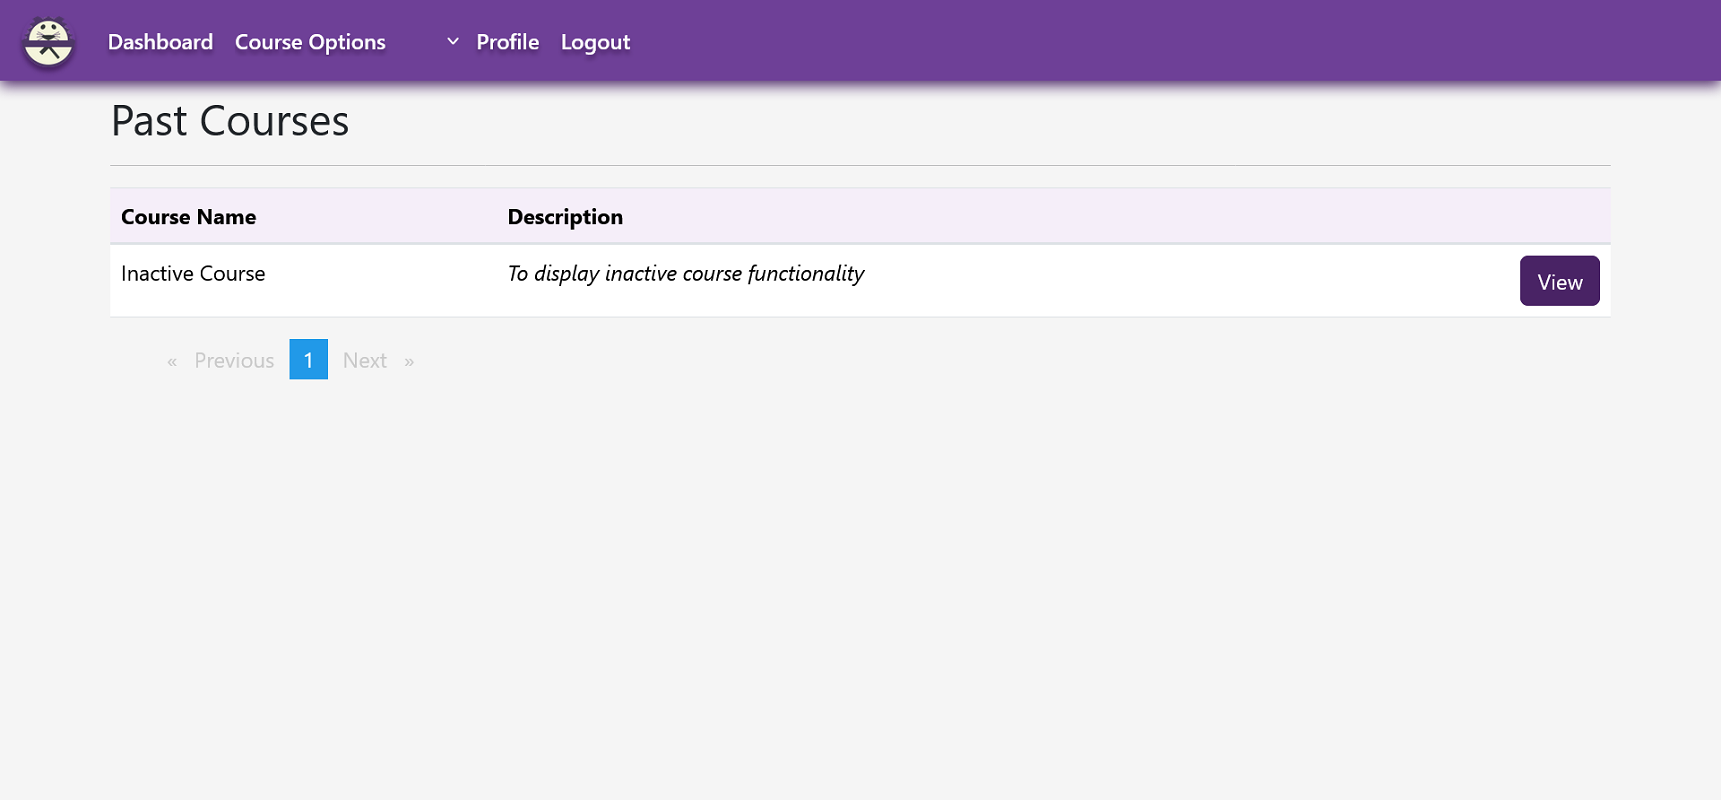 Dashboard Course Options Profile Logout
Past Courses
Course Name Description
Inactive Course To display inactive course functionality View
« Previous 1 Next »